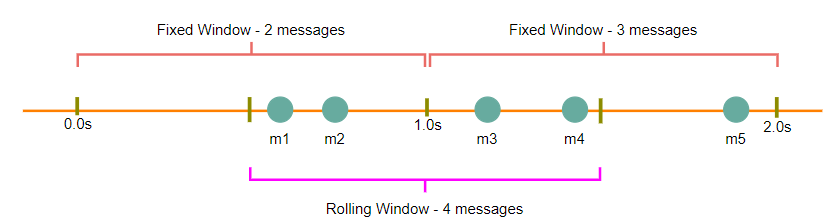 Fixed Window - 2 messages
Fixed Window - 3 messages
0.0s
1.0s
2.0s
m1
m2
m3
m4
m5
Rolling Window - 4 messages